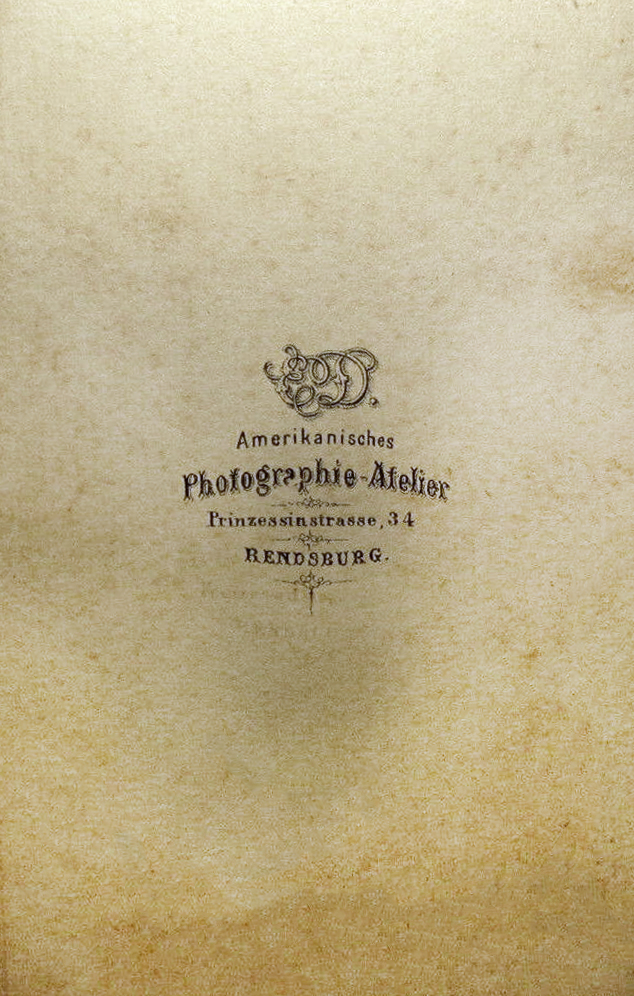 Amerikanisches
Photographie-Atelier
Prinzessinstrasse, 34
RENDSBURG.